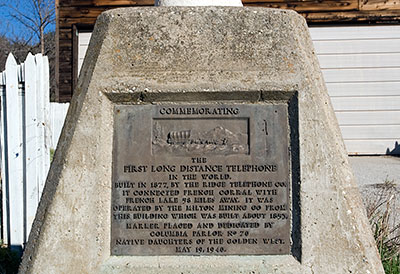 COMMEMORATING
THE
FIRST LONG DISTANCE TELEPHONE
IN THE WORLD.
BUILT IN 1877, BY THE RIDGE TELEPHONE CO.
IT CONNECTED FRENCH CORRAL WITH
FRENCH LAKE 58 MILES AWAY. IT WAS
OPERATED BY THE MILTON MINING CO. FROM
THIS BUILDING WHICH WAS BUILT ABOUT 1853.
MARKER PLACED AND DEDICATED BY
COLUMBIA PARLOR NO 70
NATIVE DAUGHTERS OF THE GOLDEN WEST.
MAY 19, 1940.